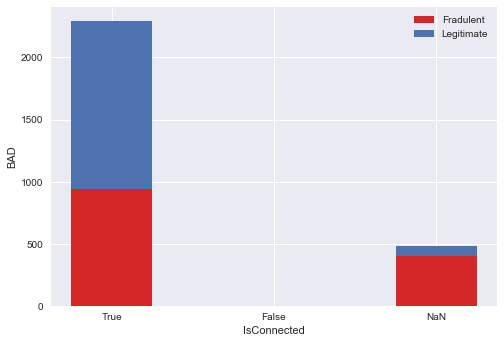 Fradulent
Legitimate
2000
1500
1000
500
0
BAD
True
False
NaN
IsConnected